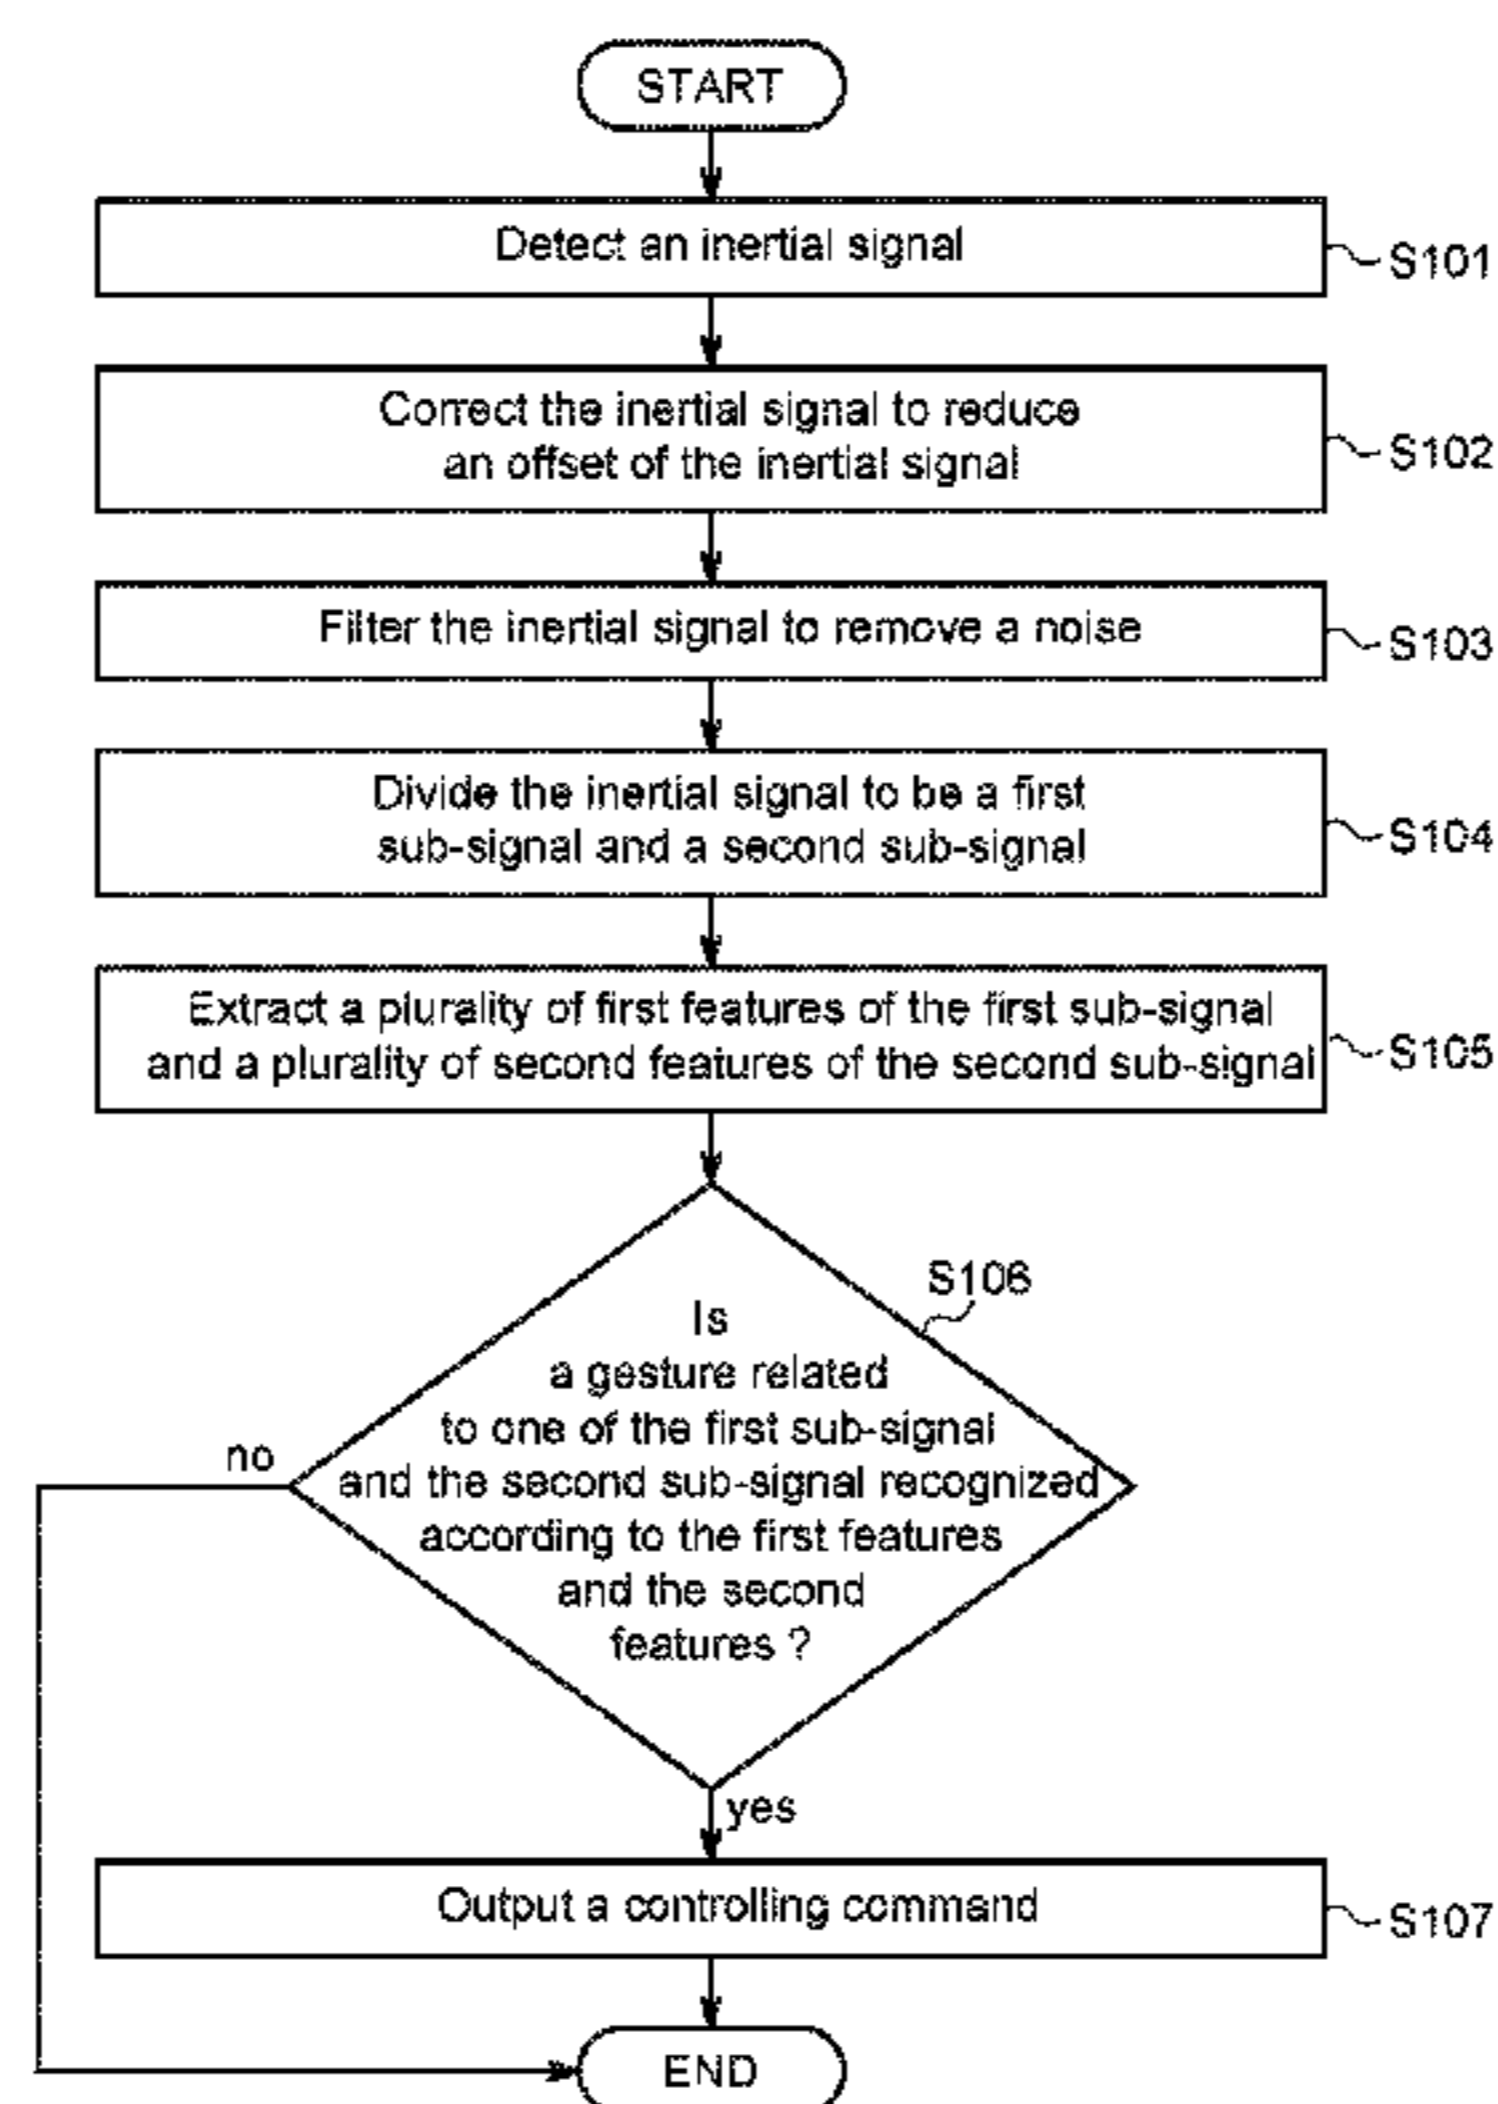 START
Detect an inertial signal
S101
Correct the inertial signal to reduce
an offset of the inertial signal
S102
Filter the inertial signal to remove a noise
S103
Divide the inertial signal to be a first
sub-signal and a second sub-signal
S104
Extract a plurality of first features of the first sub-signal
and a plurality of second features of the second sub-signal
S105
S106
Is
a gesture related
to one of the first sub-signal
and the second sub-signal recognized
according to the first features
and the second
features ?
no
yes
Output a controlling command
S107
END